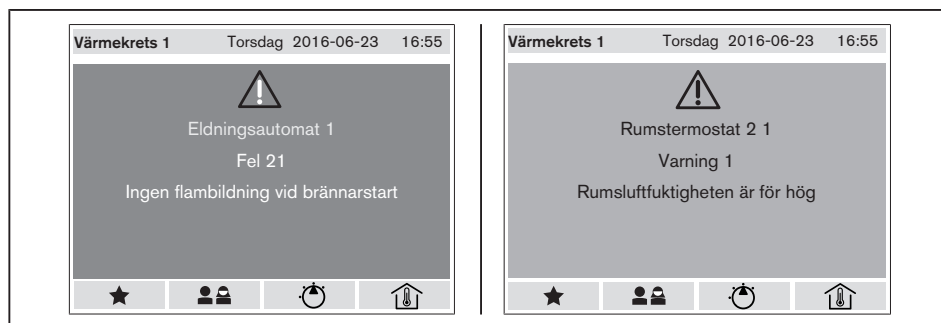 Värmekrets 1 Torsdag 2016-06-23 16:55
Eldningsautomat 1
Fel 21
Ingen flambildning vid brännarstart
Värmekrets 1 Torsdag 2016-06-23 16:55
Rumstermostat 2 1
Varning 1
Rumsluftfuktigheten är för hög